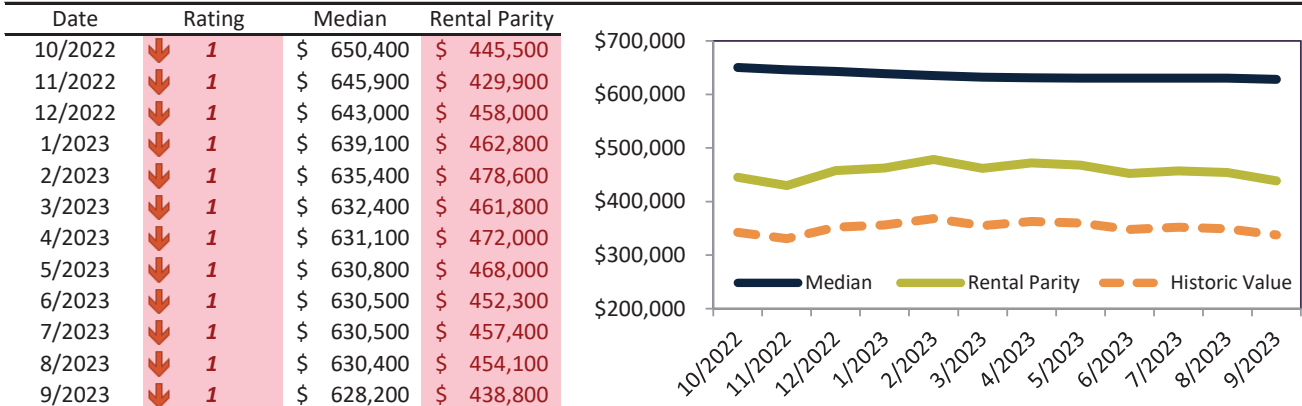 Date Rating Median Rental Parity
10/2022 1 $ 650,400 $ 445,500
11/2022 1 $ 645,900 $ 429,900
12/2022 1 $ 643,000 $ 458,000
1/2023 1 $ 639,100 $ 462,800
2/2023 1 $ 635,400 $ 478,600
3/2023 1 $ 632,400 $ 461,800
4/2023 1 $ 631,100 $ 472,000
5/2023 1 $ 630,800 $ 468,000
6/2023 1 $ 630,500 $ 452,300
7/2023 1 $ 630,500 $ 457,400
8/2023 1 $ 630,400 $ 454,100
9/2023 1 $ 628,200 $ 438,800
$700,000
$600,000
$500,000
$400,000
$300,000
$200,000
Median Rental Parity Historic Value
10/2022 11/2022 12/2022 1/2023 2/2023 3/2023 4/2023 5/2023 6/2023 7/2023 8/2023 9/2023